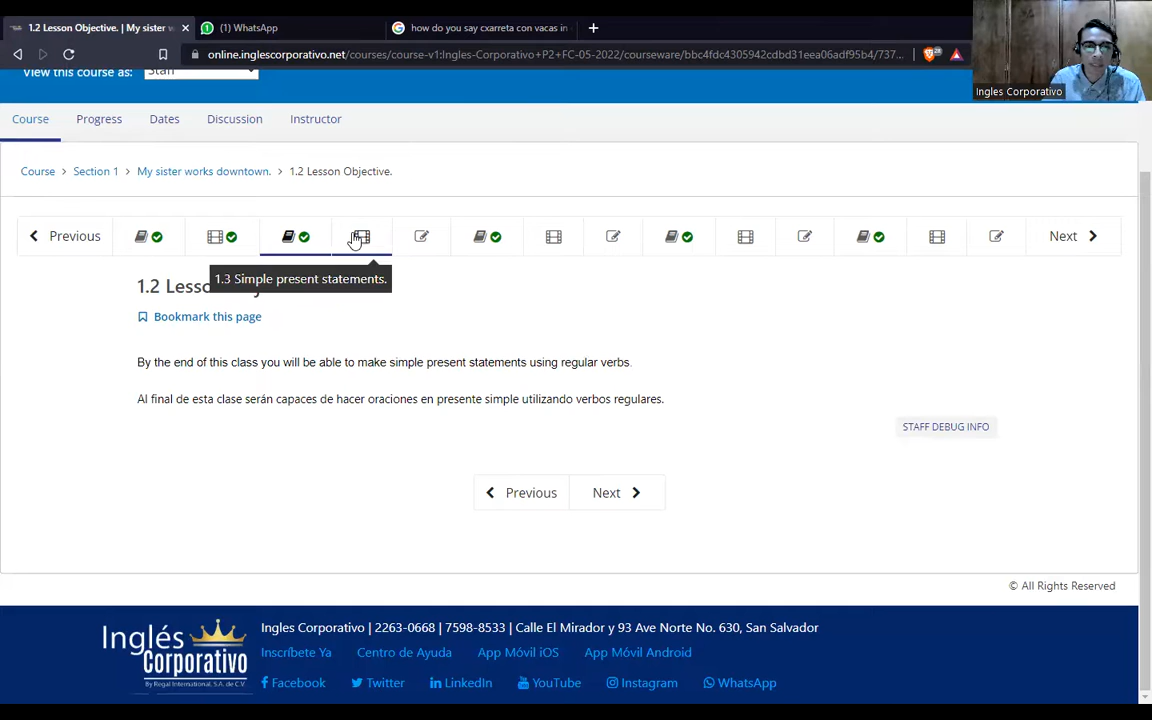 1.2 Lesson Objective. | My sister w
(1) WhatsApp
how do you say cxarreta con vacas in
online.inglescorporativo.net/courses/course-v1:Ingles-Corporativo+P2+FC-05-2022/courseware/bbc4fdc4305942cdbd31eea06adf95b4/737...
28
Ingles Corporativo
View this course as: Staff
Course Progress Dates Discussion Instructor
Course > Section 1 > My sister works downtown. > 1.2 Lesson Objective.
Previous
Next
1.3 Simple present statements.
1.2 Lesso
Bookmark this page
By the end of this class you will be able to make simple present statements using regular verbs.
Al final de esta clase serán capaces de hacer oraciones en presente simple utilizando verbos regulares.
STAFF DEBUG INFO
Previous Next
© All Rights Reserved
Inglés
Corporativo
By Regal International, S.A. de C.V.
Ingles Corporativo | 2263-0668 | 7598-8533 | Calle El Mirador y 93 Ave Norte No. 630, San Salvador
Inscríbete Ya Centro de Ayuda App Móvil iOS App Móvil Android
Facebook Twitter LinkedIn YouTube Instagram WhatsApp